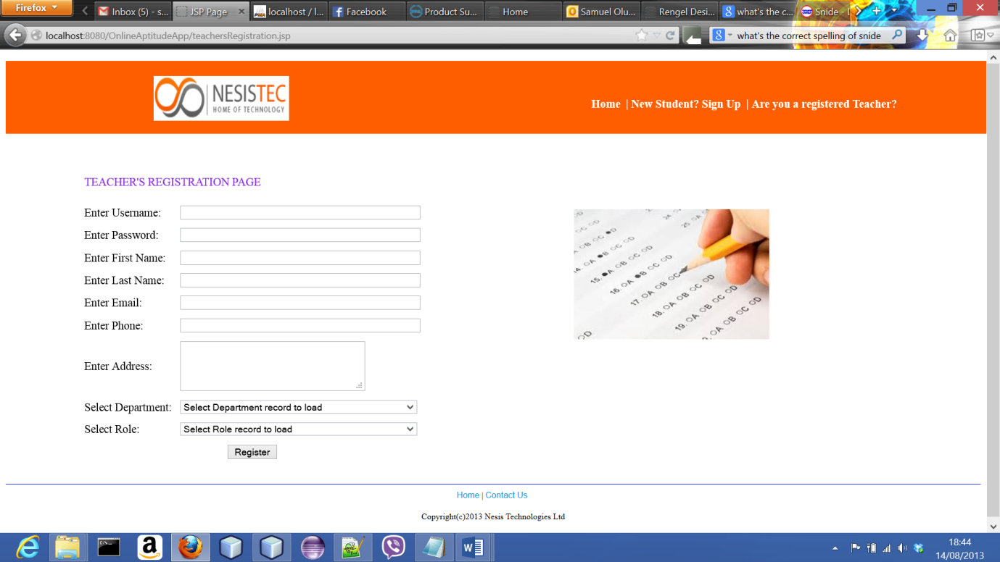 Firefox
Inbox (5) - s...
JSP Page
localhost / l...
Facebook
Product Su...
Home
Samuel Olu...
Rengel Desi...
what's the c...
Snide -
localhost:8080/OnlineAptitudeApp/teachersRegistration.jsp
what's the correct spelling of snide
NESISTEC
HOME OF TECHNOLOGY
Home | New Student? Sign Up | Are you a registered Teacher?
TEACHER'S REGISTRATION PAGE
Enter Username:
Enter Password:
Enter First Name:
Enter Last Name:
Enter Email:
Enter Phone:
Enter Address:
Select Department: Select Department record to load
Select Role: Select Role record to load
Register
14. OA OB OC OD
15. A OB OC OD
16. OA B OC OD
17. OA OB OC
18. OA OB OC OD
19. OA OB OC OD
OA OB OC OD
Home | Contact Us
Copyright(c)2013 Nesis Technologies Ltd
18:44
14/08/2013